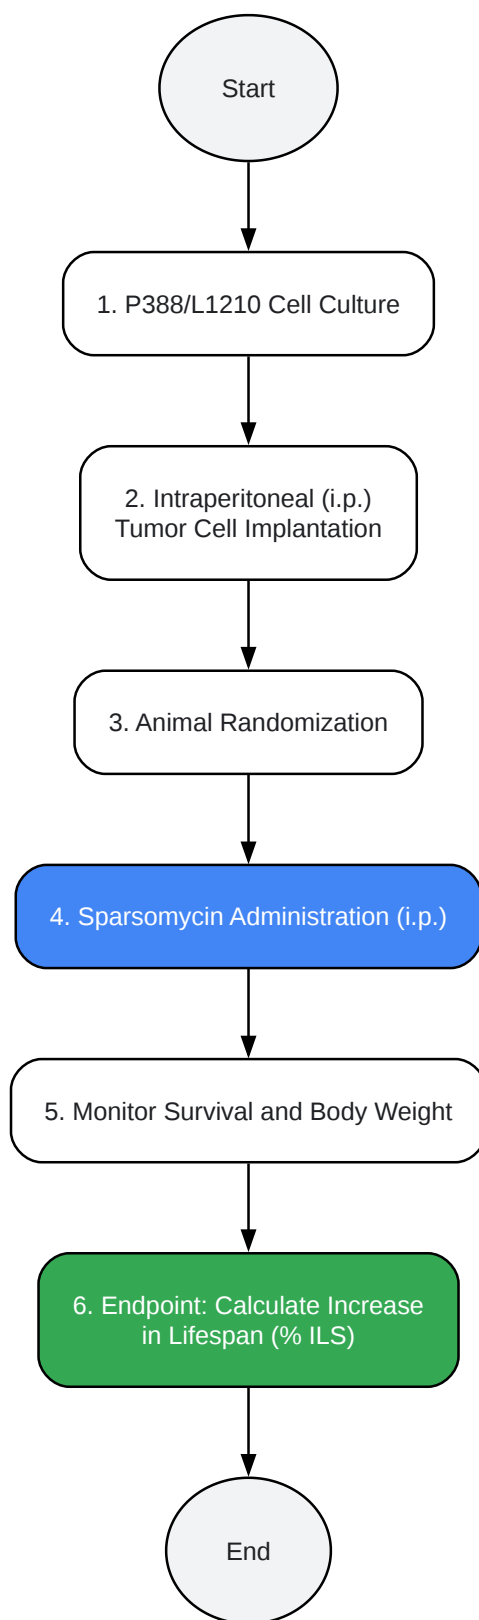 Start
1. P388/L1210 Cell Culture
2. Intraperitoneal (i.p.)
Tumor Cell Implantation
3. Animal Randomization
4. Sparsomycin Administration (i.p.)
5. Monitor Survival and Body Weight
6. Endpoint: Calculate Increase
in Lifespan (% ILS)
End